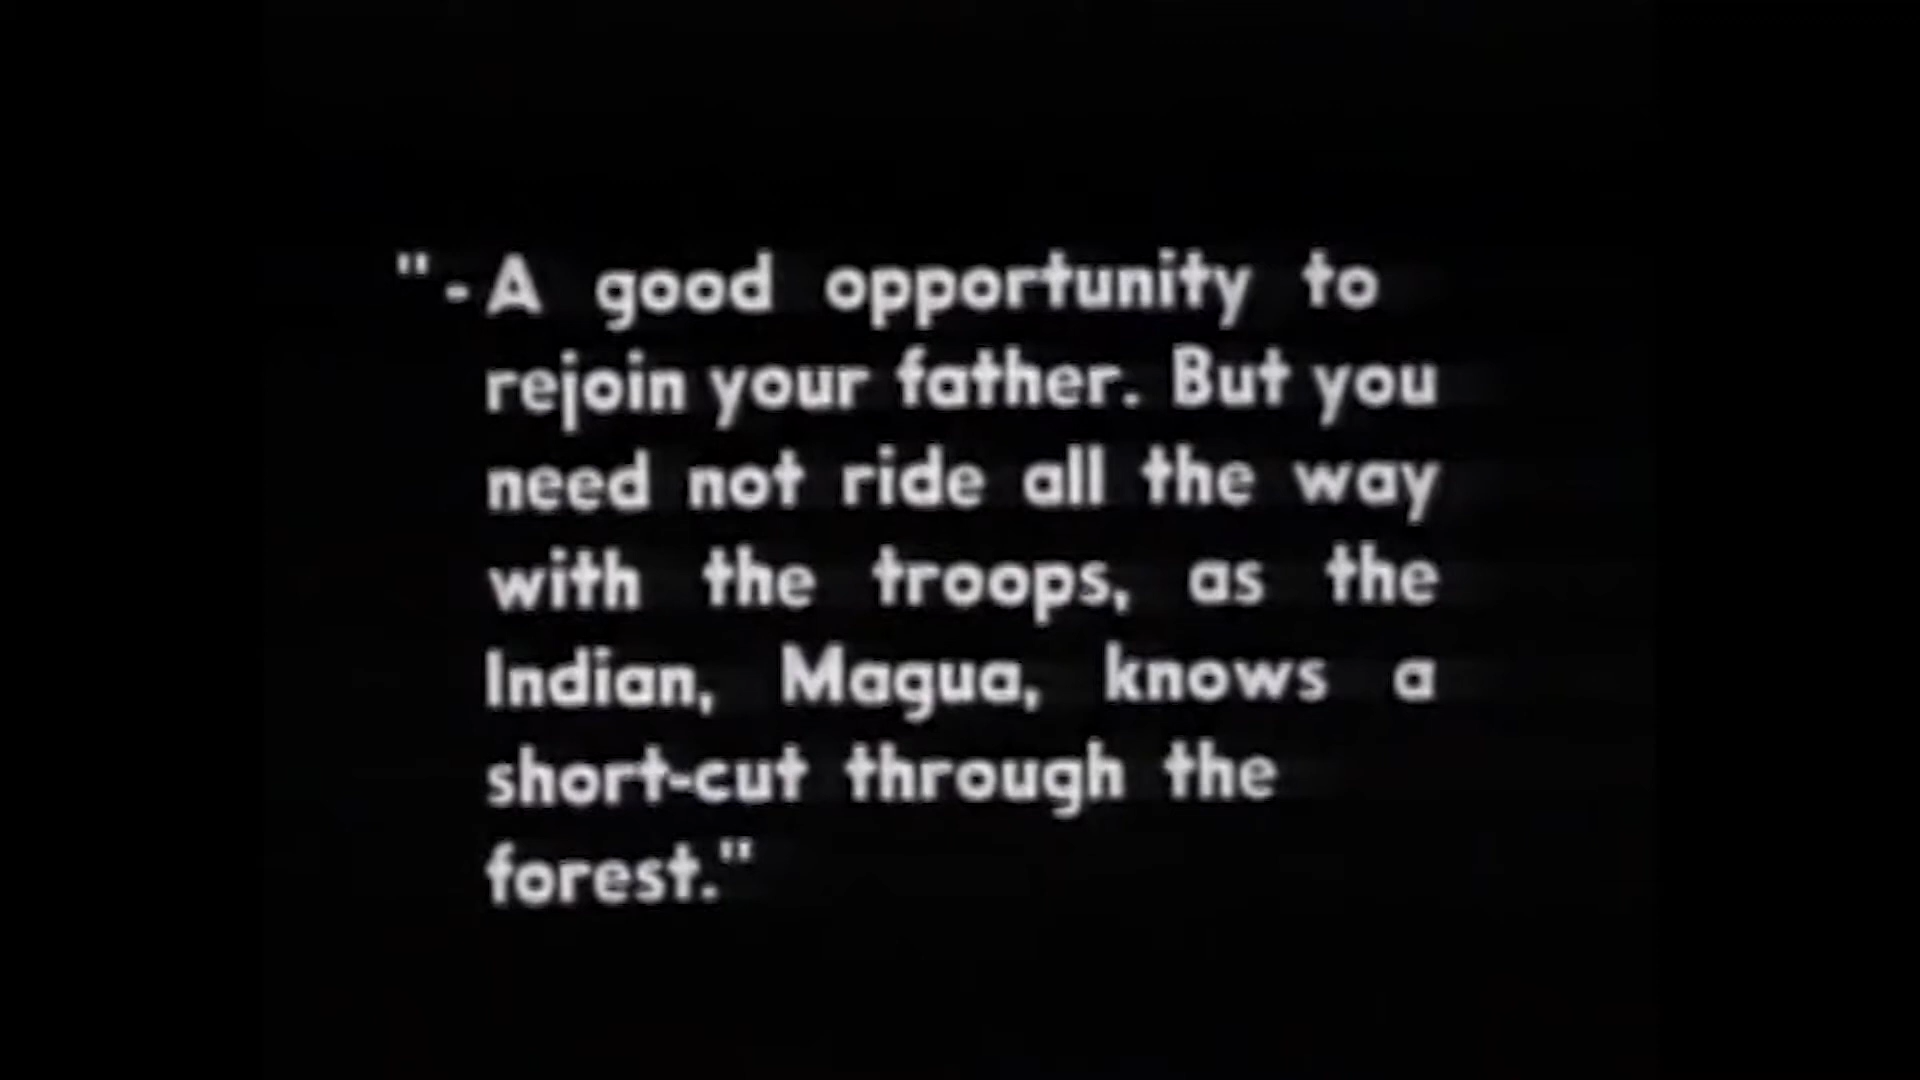 "-A good opportunity to
rejoin your father. But you
need not ride all the way
with the troops, as the
Indian, Magua, knows a
short-cut through the
forest."